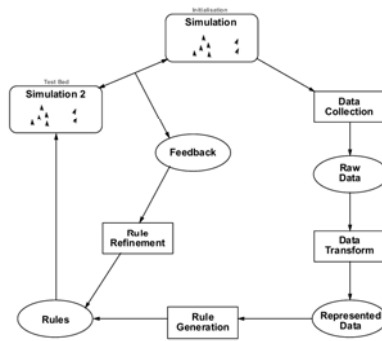 Initialisation
Simulation
Test Bed
Simulation 2
Data
Collection
Feedback
Raw
Data
Rule
Refinement
Data
Transform
Rules
Rule
Generation
Represented
Data